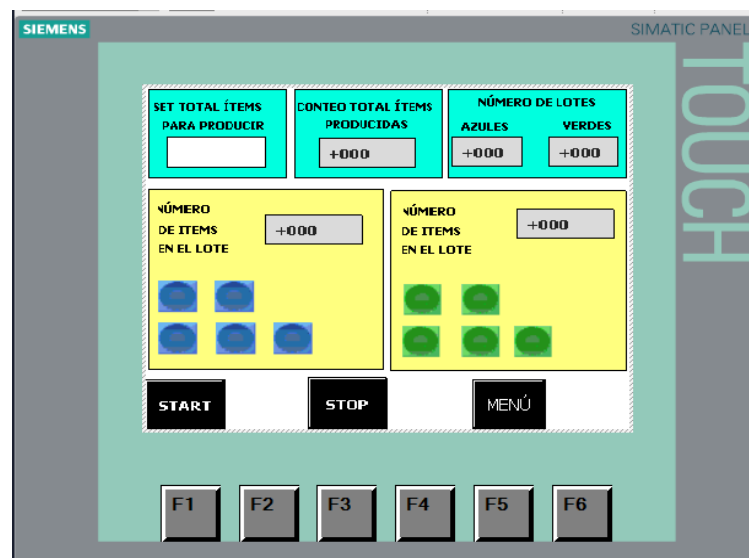 SIEMENS
SIMATIC PANEL
TOUCH
SET TOTAL ÍTEMS
PARA PRODUCIR
CONTEO TOTAL ÍTEMS
PRODUCIDAS
+000
NÚMERO DE LOTES
AZULES VERDES
+000 +000
NÚMERO
DE ITEMS
EN EL LOTE
+000
NÚMERO
DE ITEMS
EN EL LOTE
+000
START STOP MENÚ
F1 F2 F3 F4 F5 F6